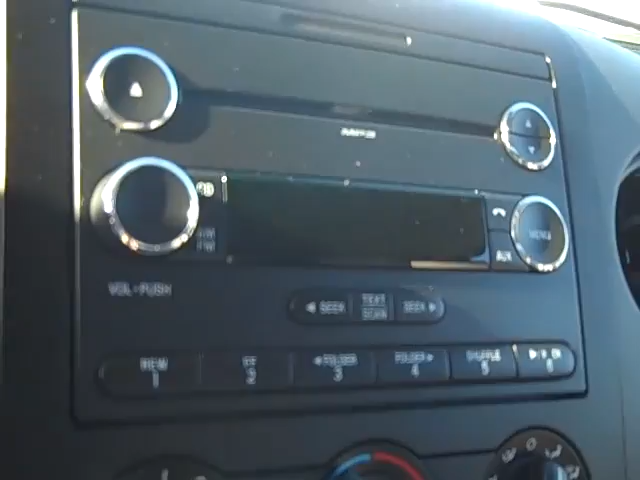 MP3
CD
AM
FM
MENU
AUX
VOL - PUSH
◄ SEEK TEXT SCAN SEEK ►
REW FF ◄ FOLDER FOLDER ► SHUFFLE
1 2 3 4 5 6